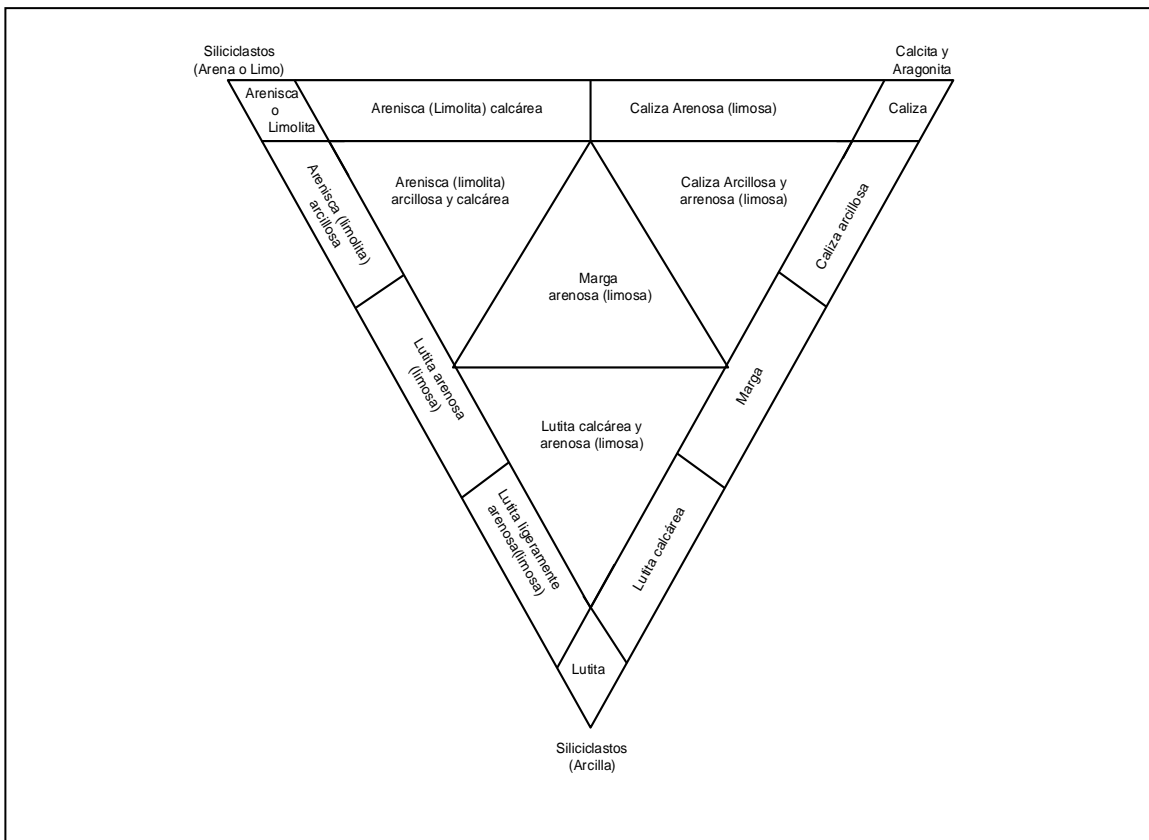 Siliciclastos
(Arena o Limo)
Calcita y
Aragonita
Arenisca
o
Limolita
Arenisca (Limolita) calcárea
Caliza Arenosa (limosa)
Caliza
Arenisca (limolita)
arcillosa
Arenisca (limolita)
arcillosa y calcárea
Caliza Arcillosa y
arrenosa (limosa)
Caliza arcillosa
Marga
arenosa (limosa)
Lutita arenosa
(limosa)
Marga
Lutita calcárea y
arenosa (limosa)
Lutita ligeramente
arenosa(limosa)
Lutita calcárea
Lutita
Siliciclastos
(Arcilla)